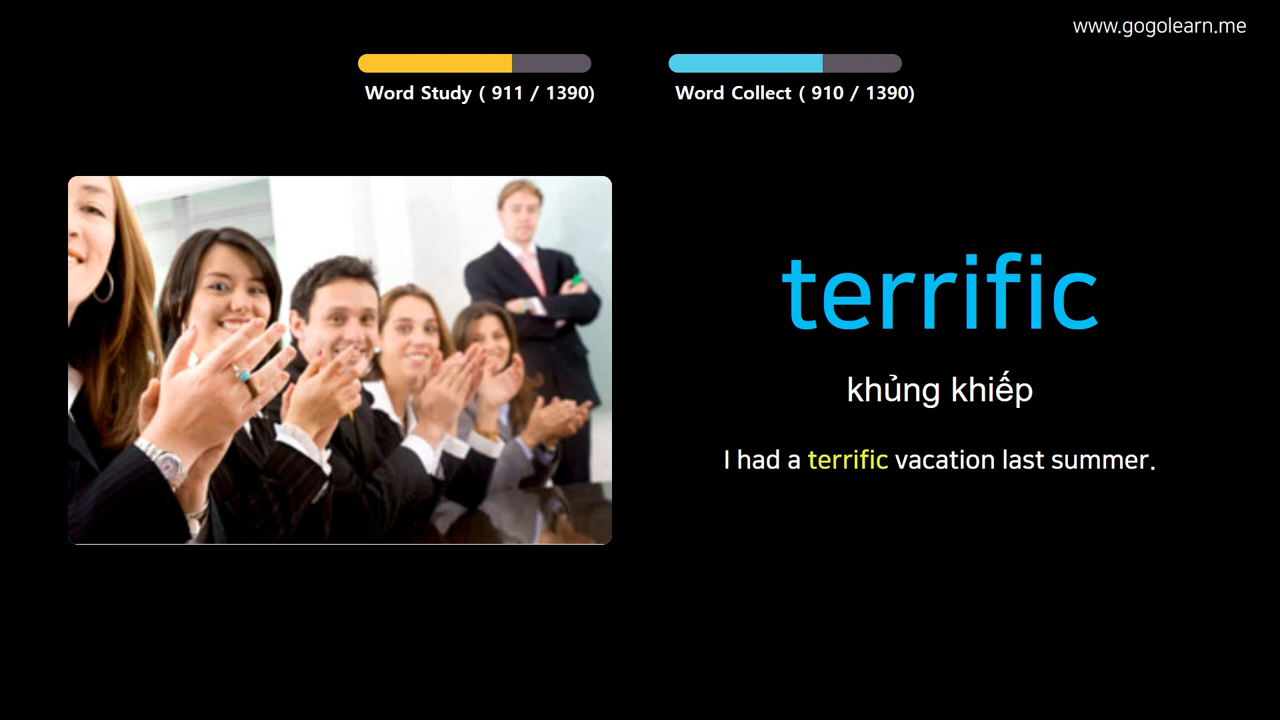 www.gogolearn.me
Word Study ( 911 / 1390)
Word Collect ( 910 / 1390)
terrific
khủng khiếp
I had a terrific vacation last summer.